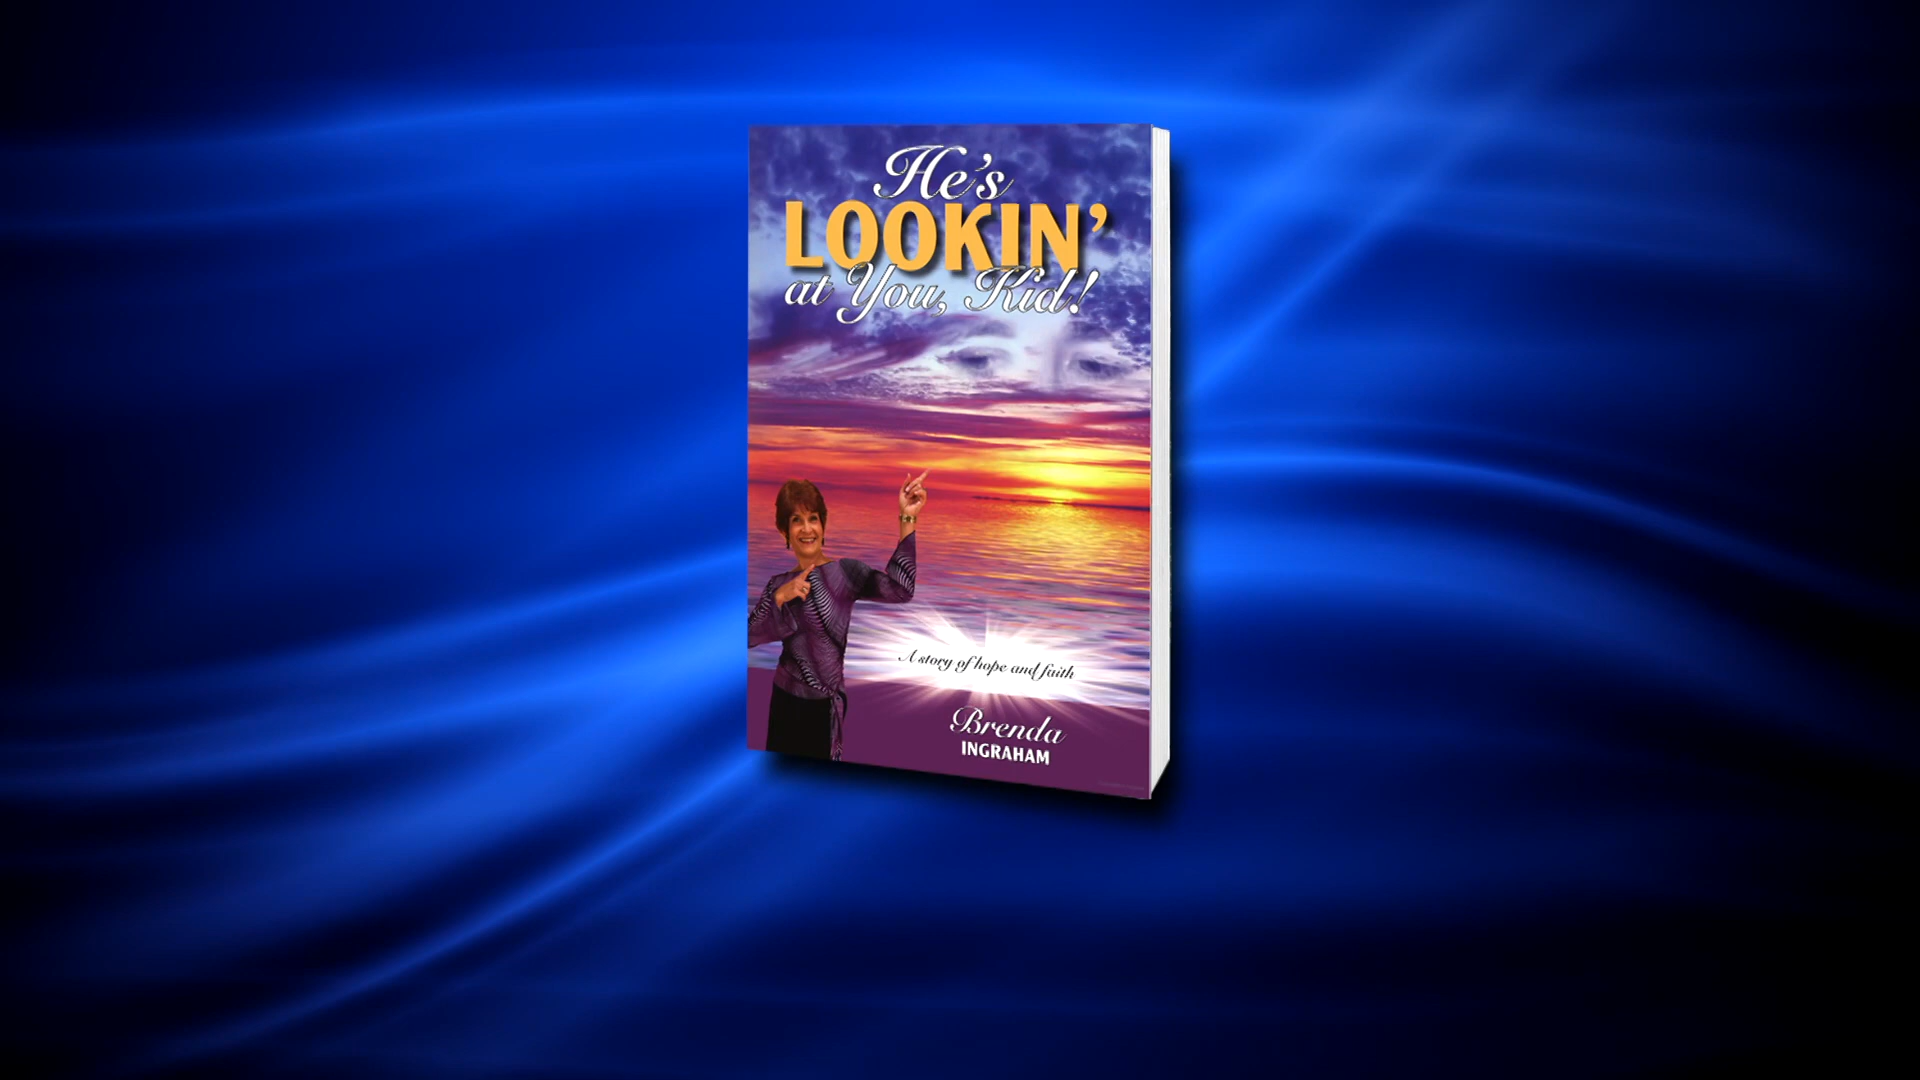 He's
LOOKIN'
at You, Kid!
A story of hope and faith
Brenda
INGRAHAM